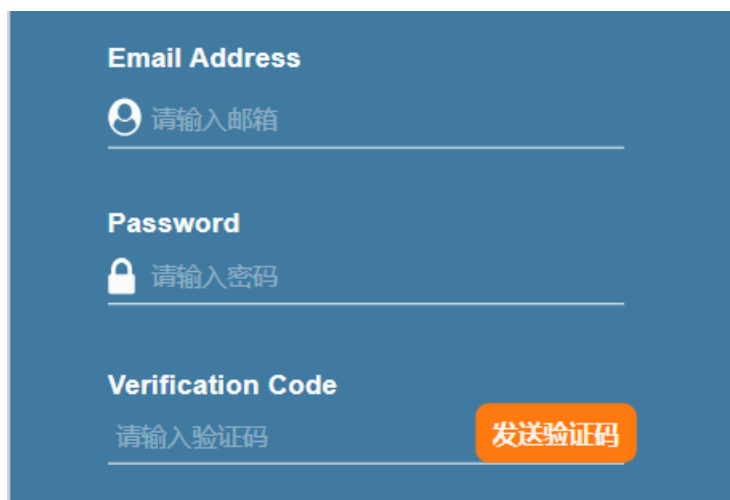 Email Address
请输入邮箱
Password
请输入密码
Verification Code
请输入验证码
发送验证码